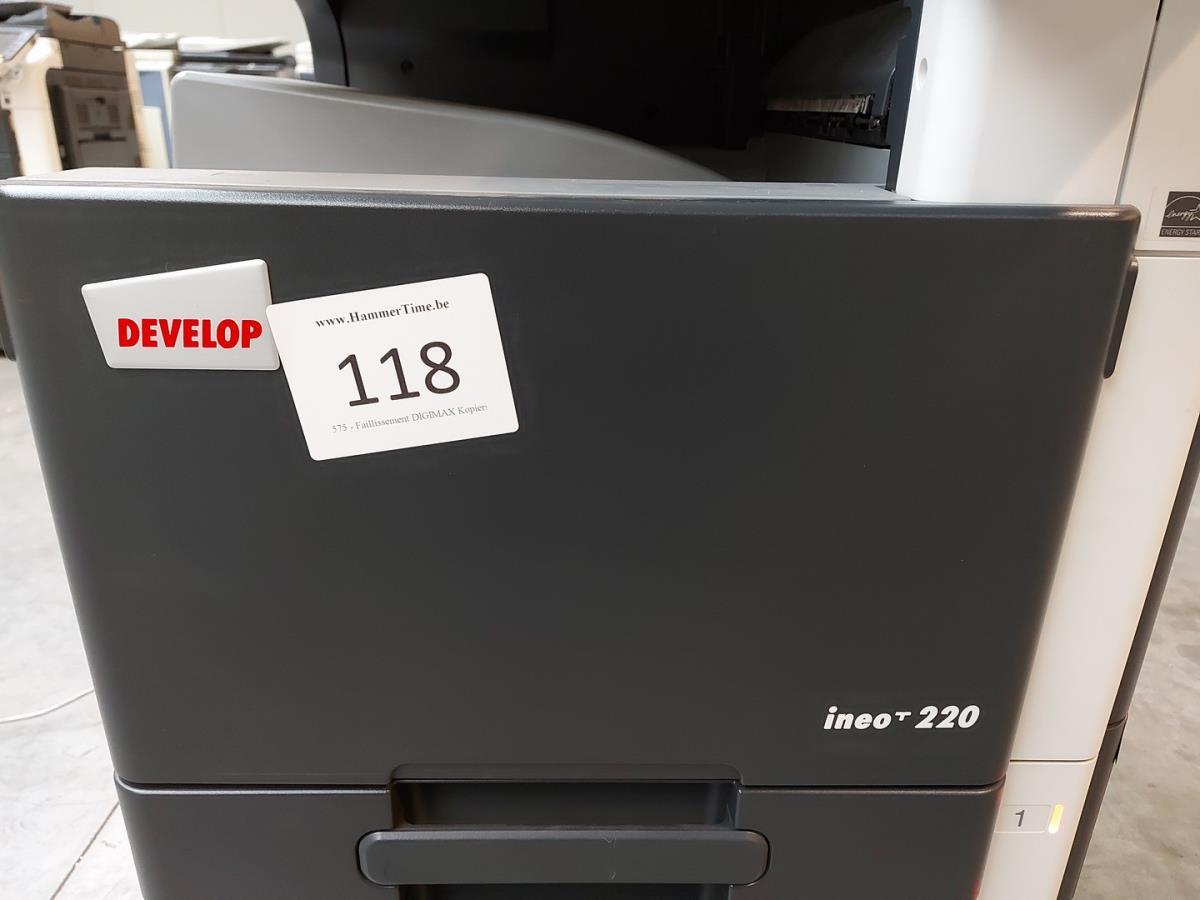 ENERGY STAR
DEVELOP
www.HammerTime.be
118
575 - Faillissement DIGIMAX Kopiers
ineo+ 220
1